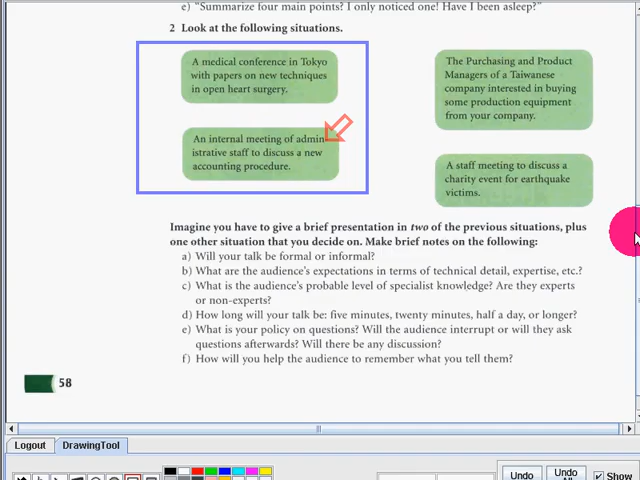 e) “Summarize four main points? I only noticed one! Have I been asleep?”
2 Look at the following situations.
A medical conference in Tokyo
with papers on new techniques
in open heart surgery.
The Purchasing and Product
Managers of a Taiwanese
company interested in buying
some production equipment
from your company.
An internal meeting of admin-
istrative staff to discuss a new
accounting procedure.
A staff meeting to discuss a
charity event for earthquake
victims.
Imagine you have to give a brief presentation in two of the previous situations, plus
one other situation that you decide on. Make brief notes on the following:
a) Will your talk be formal or informal?
b) What are the audience's expectations in terms of technical detail, expertise, etc.?
c) What is the audience's probable level of specialist knowledge? Are they experts
or non-experts?
d) How long will your talk be: five minutes, twenty minutes, half a day, or longer?
e) What is your policy on questions? Will the audience interrupt or will they ask
questions afterwards? Will there be any discussion?
f) How will you help the audience to remember what you tell them?
58
Logout DrawingTool
Undo Undo All Show